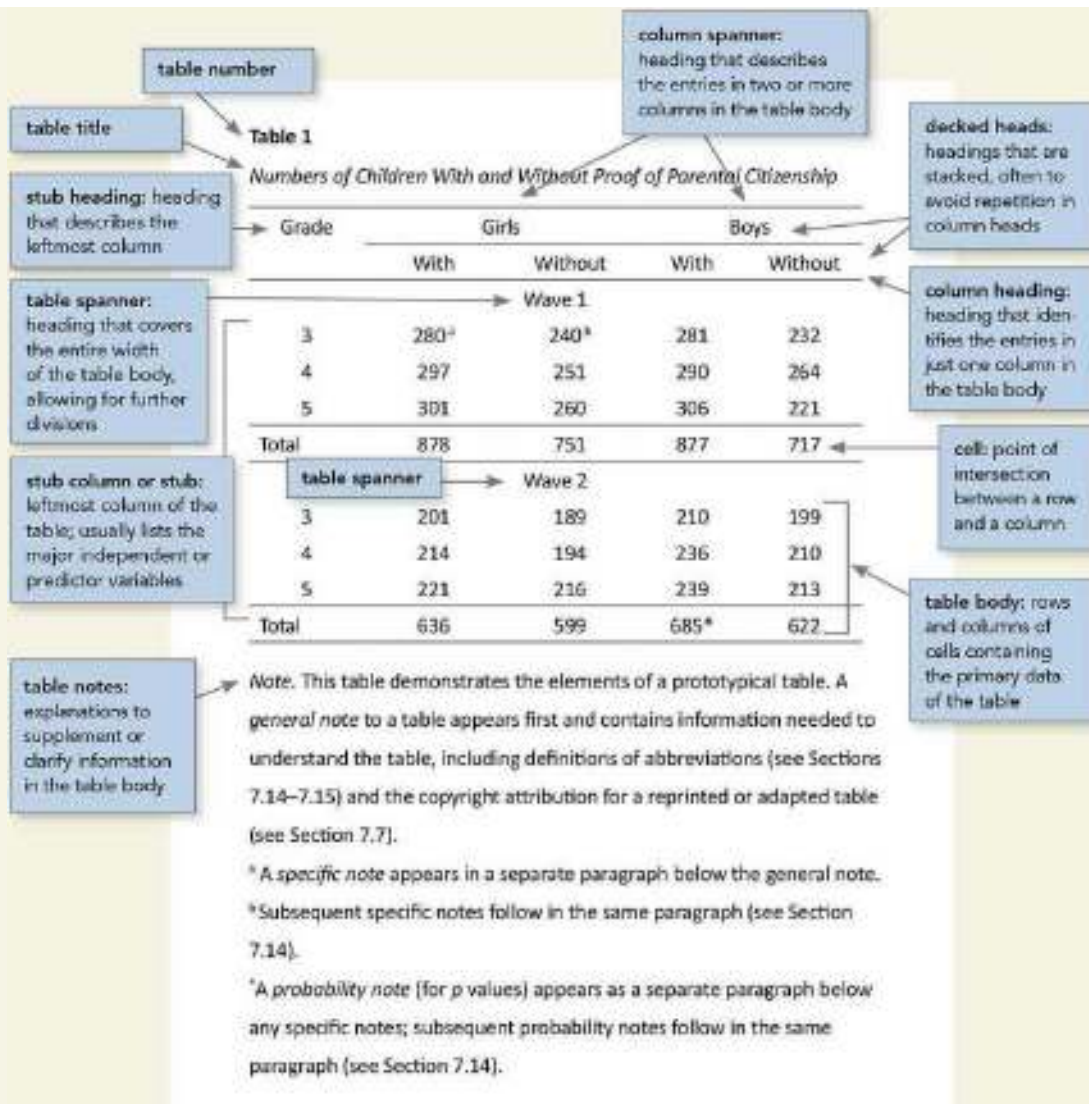 table number
column spanner:
heading that describes
the entries in two or more
columns in the table body
table title
Table 1
Numbers of Children With and Without Proof of Parental Citizenship
decked heads:
headings that are
stacked, often to
avoid repetition in
column heads
stub heading: heading
that describes the
leftmost column
Grade Girls Boys
With Without With Without
table spanner:
heading that covers
the entire width
of the table body,
allowing for further
divisions
column heading:
heading that iden-
tifies the entries in
just one column in
the table body
Wave 1
3 280ᵃ 240ᵇ 281 232
4 297 251 290 264
5 301 260 306 221
Total 878 751 877 717
cell: point of
intersection
between a row
and a column
stub column or stub:
leftmost column of the
table; usually lists the
major independent or
predictor variables
table spanner
Wave 2
3 201 189 210 199
4 214 194 236 210
5 221 216 239 213
Total 636 599 685* 622
table body: rows
and columns of
cells containing
the primary data
of the table
table notes:
explanations to
supplement or
clarify information
in the table body
Note. This table demonstrates the elements of a prototypical table. A
general note to a table appears first and contains information needed to
understand the table, including definitions of abbreviations (see Sections
7.14–7.15) and the copyright attribution for a reprinted or adapted table
(see Section 7.7).
ᵃ A specific note appears in a separate paragraph below the general note.
ᵇ Subsequent specific notes follow in the same paragraph (see Section
7.14).
*A probability note (for p values) appears as a separate paragraph below
any specific notes; subsequent probability notes follow in the same
paragraph (see Section 7.14).